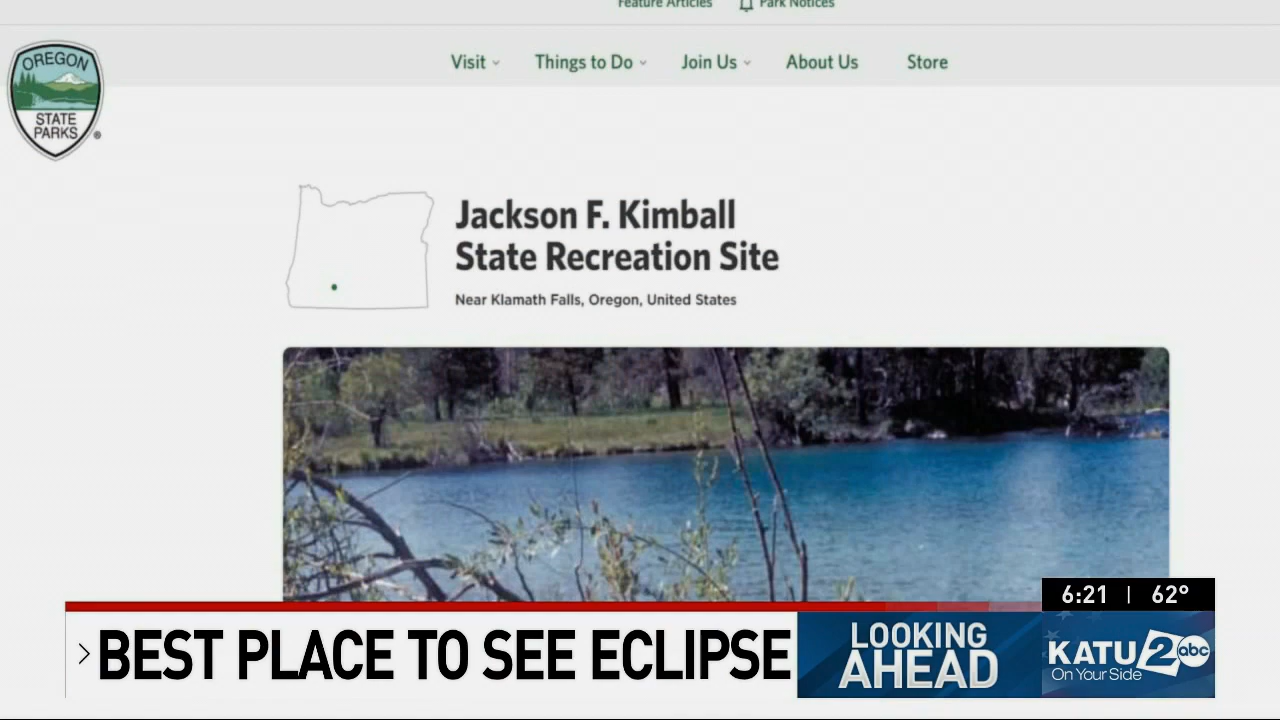 Feature Articles Park Notices
Visit Things to Do Join Us About Us Store
OREGON
STATE
PARKS
®
Jackson F. Kimball
State Recreation Site
Near Klamath Falls, Oregon, United States
6:21 | 62°
BEST PLACE TO SEE ECLIPSE
LOOKING
AHEAD
KATU 2 abc
On Your Side